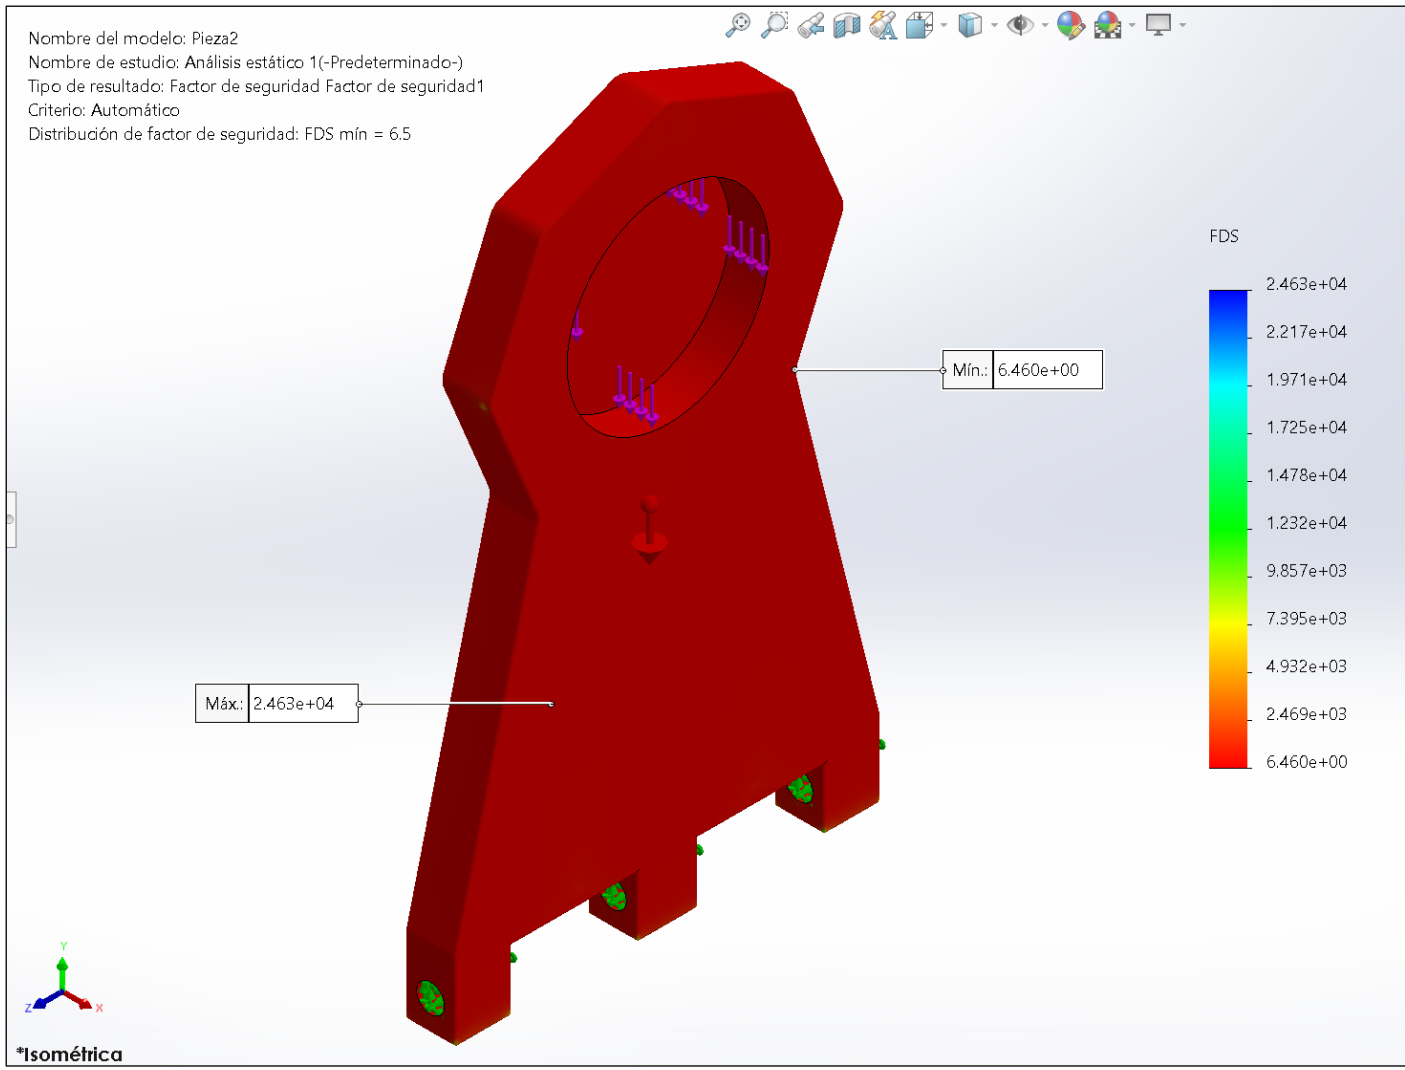 Nombre del modelo: Pieza2
Nombre de estudio: Análisis estático 1(-Predeterminado-)
Tipo de resultado: Factor de seguridad Factor de seguridad1
Criterio: Automático
Distribución de factor de seguridad: FDS mín = 6.5
FDS
2.463e+04
2.217e+04
1.971e+04
1.725e+04
1.478e+04
1.232e+04
9.857e+03
7.395e+03
4.932e+03
2.469e+03
6.460e+00
Mín.: 6.460e+00
Máx.: 2.463e+04
Y
Z
X
*Isométrica